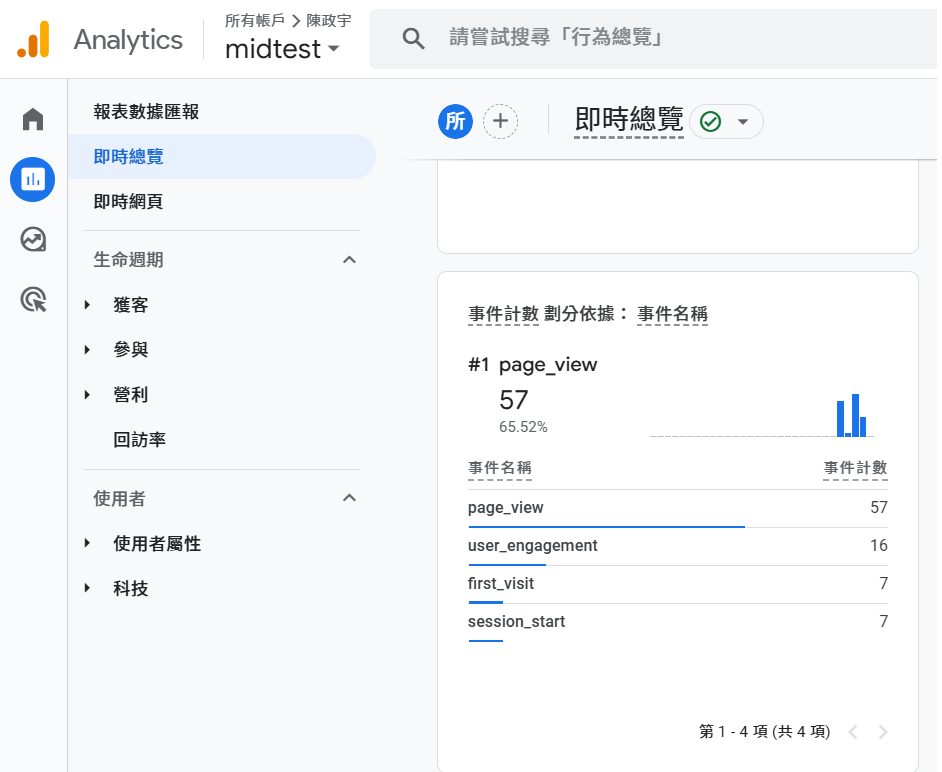 Analytics
所有帳戶 > 陳政宇
midtest
請嘗試搜尋「行為總覽」
報表數據匯報
即時總覽
即時網頁
生命週期
獲客
參與
營利
回訪率
使用者
使用者屬性
科技
所
即時總覽
事件計數 劃分依據： 事件名稱
#1 page_view
57
65.52%
事件名稱 事件計數
page_view 57
user_engagement 16
first_visit 7
session_start 7
第 1 - 4 項 (共 4 項)